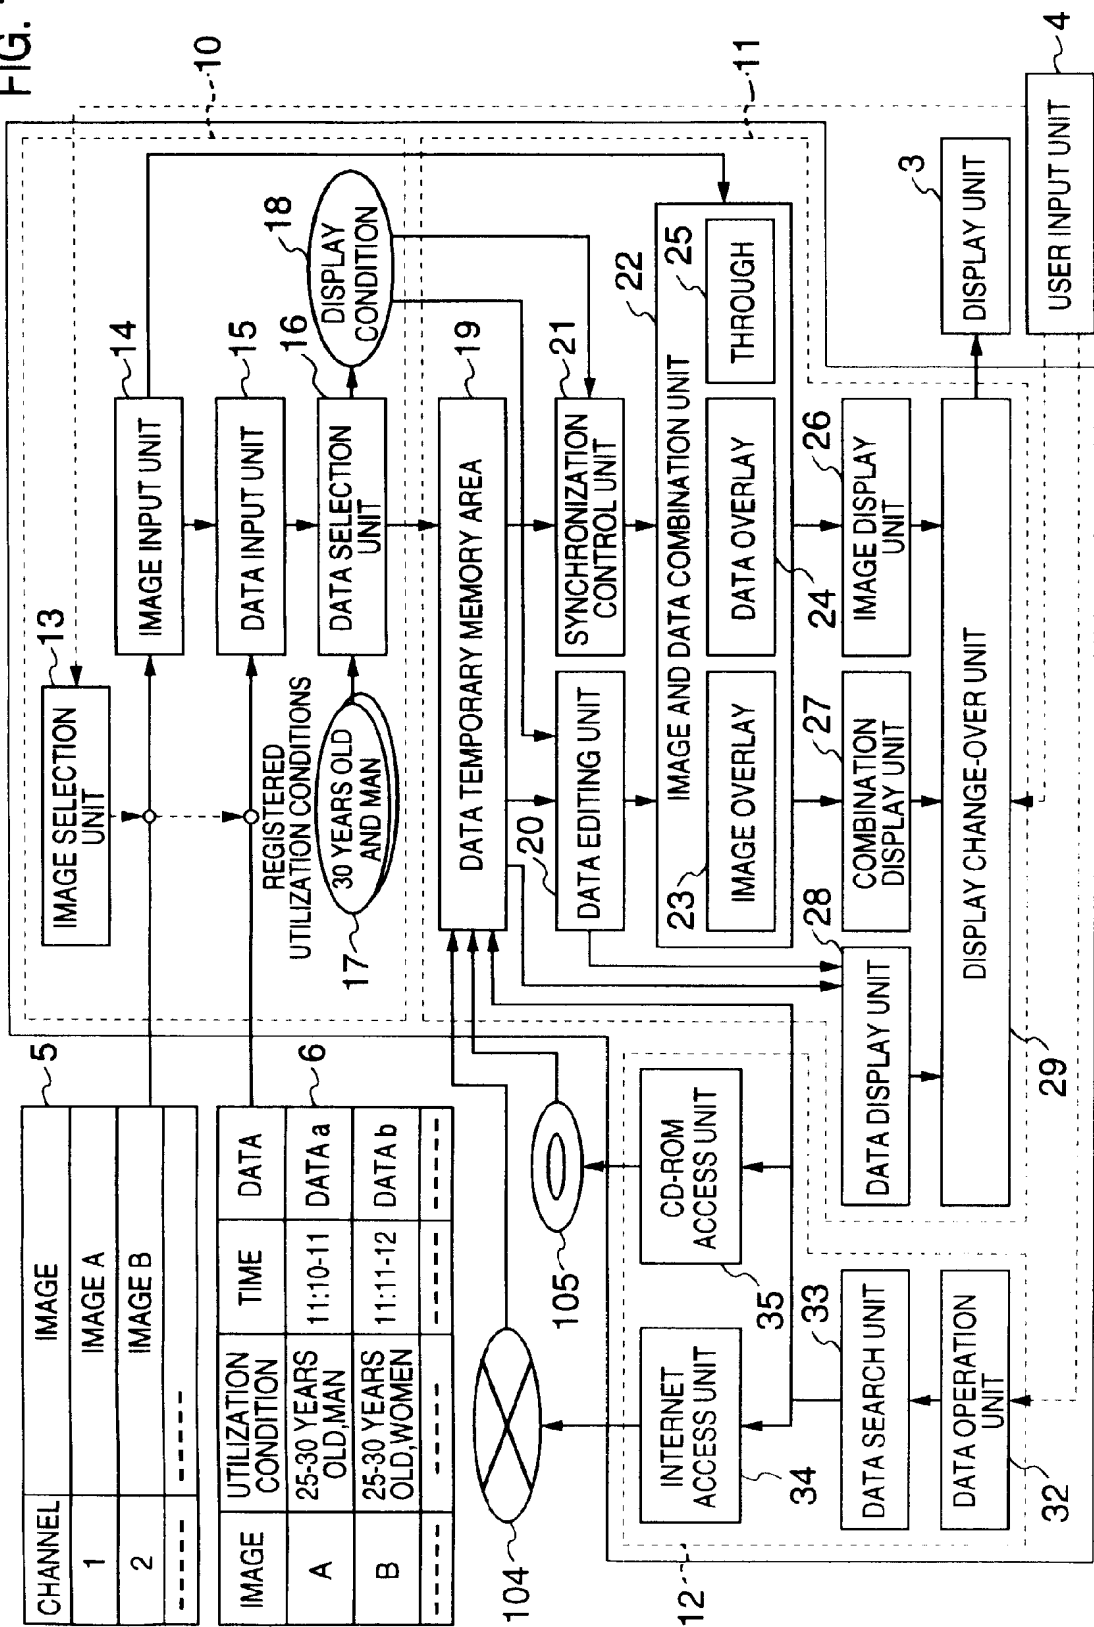 FIG.
CHANNEL
IMAGE
1
IMAGE A
2
IMAGE B
5
IMAGE
UTILIZATION
CONDITION
TIME
DATA
A
25-30 YEARS
OLD,MAN
11:10-11
DATA a
B
25-30 YEARS
OLD,WOMEN
11:11-12
DATA b
6
10
IMAGE SELECTION
UNIT
13
IMAGE INPUT UNIT
14
DATA INPUT UNIT
15
REGISTERED
UTILIZATION CONDITIONS
30 YEARS OLD
AND MAN
17
DATA SELECTION
UNIT
16
DISPLAY
CONDITION
18
11
DATA TEMPORARY MEMORY AREA
19
20
DATA EDITING UNIT
SYNCHRONIZATION
CONTROL UNIT
21
IMAGE AND DATA COMBINATION UNIT
22
23
IMAGE OVERLAY
DATA OVERLAY
24
THROUGH
25
DATA DISPLAY UNIT
28
COMBINATION
DISPLAY UNIT
27
IMAGE DISPLAY
UNIT
26
DISPLAY CHANGE-OVER UNIT
29
DISPLAY UNIT
3
USER INPUT UNIT
4
104
105
12
INTERNET
ACCESS UNIT
34
CD-ROM
ACCESS UNIT
35
DATA SEARCH UNIT
33
DATA OPERATION
UNIT
32